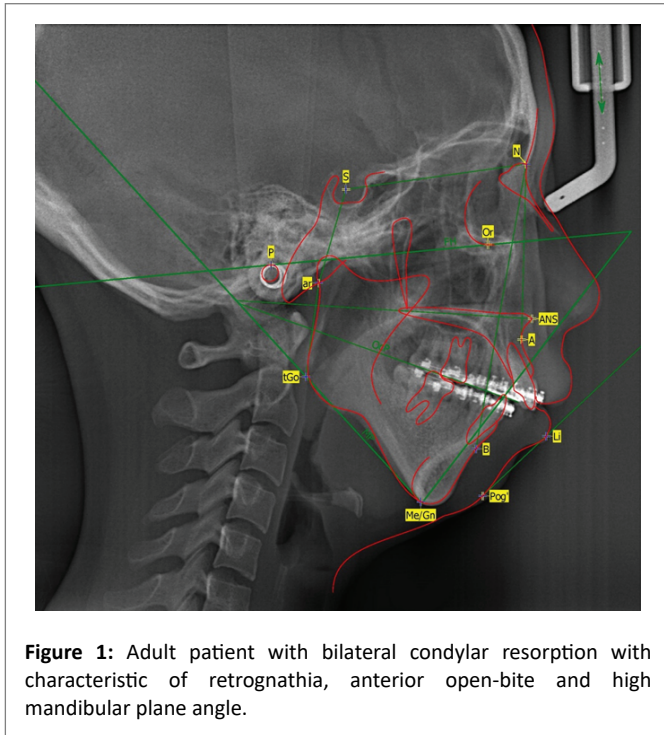 N
S
Or
P
ar
ANS
A
tGo
Li
B
Pog'
Me/Gn
Figure 1: Adult patient with bilateral condylar resorption with
characteristic of retrognathia, anterior open-bite and high
mandibular plane angle.